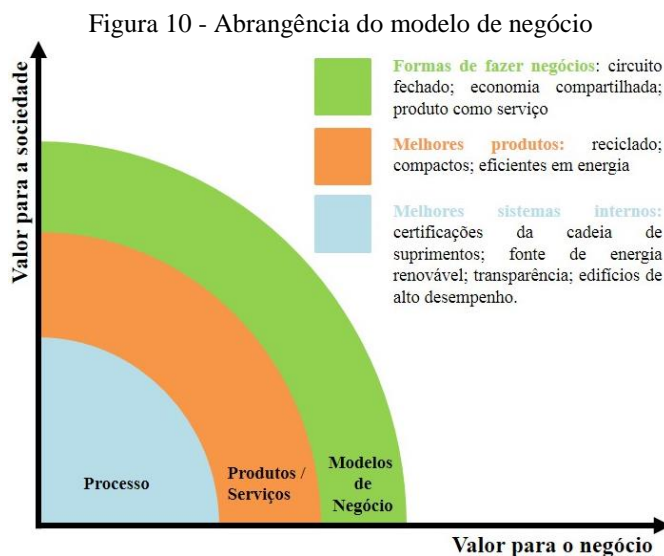 Figura 10 - Abrangência do modelo de negócio
Valor para a sociedade
Formas de fazer negócios: circuito
fechado; economia compartilhada;
produto como serviço
Melhores produtos: reciclado;
compactos; eficientes em energia
Melhores sistemas internos:
certificações da cadeia de
suprimentos; fonte de energia
renovável; transparência; edifícios de
alto desempenho.
Processo
Produtos /
Serviços
Modelos
de
Negócio
Valor para o negócio